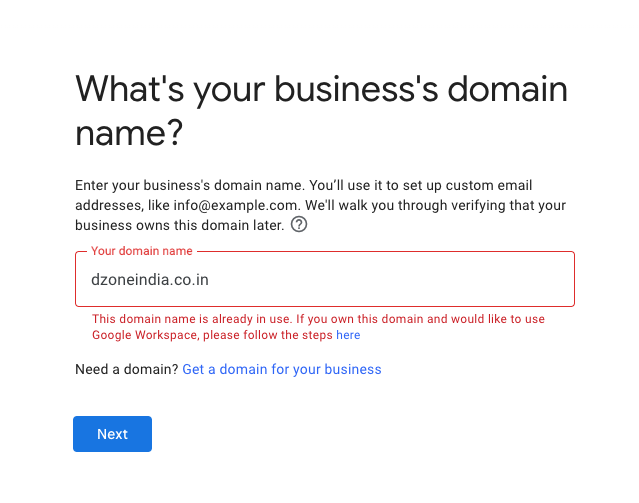 What's your business's domain
name?
Enter your business's domain name. You’ll use it to set up custom email
addresses, like info@example.com. We'll walk you through verifying that your
business owns this domain later.
Your domain name
dzoneindia.co.in
This domain name is already in use. If you own this domain and would like to use
Google Workspace, please follow the steps here
Need a domain? Get a domain for your business
Next